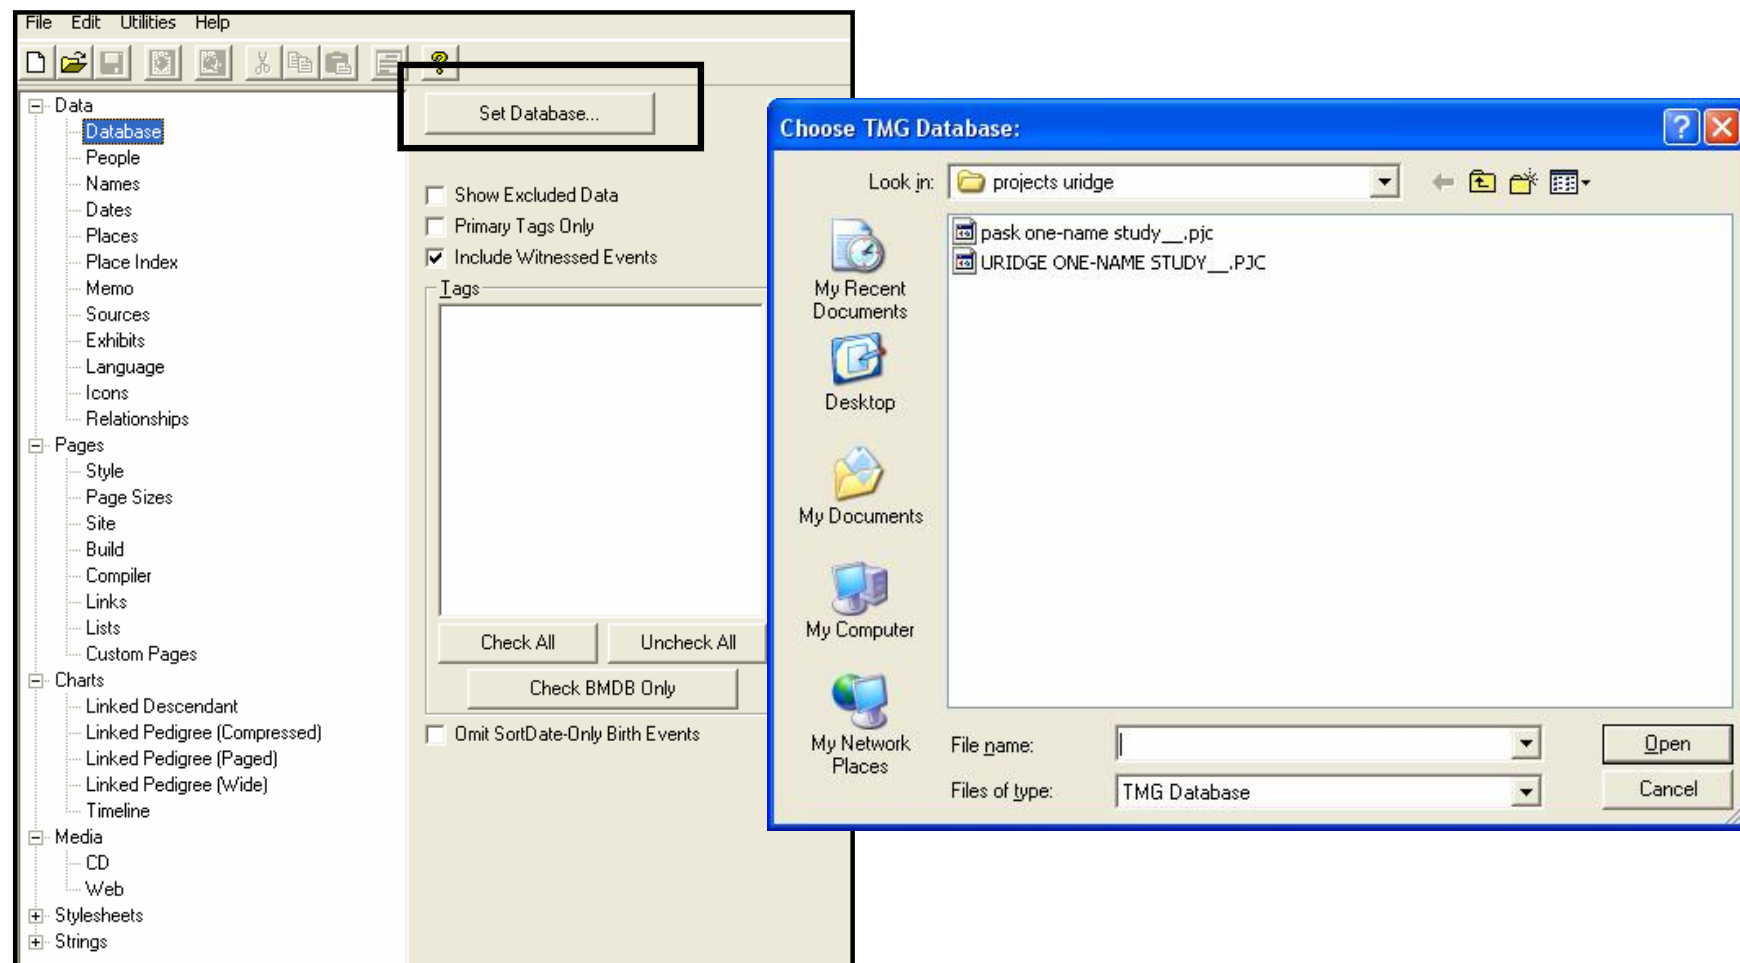 File Edit Utilities Help
Data
Database
People
Names
Dates
Places
Place Index
Memo
Sources
Exhibits
Language
Icons
Relationships
Pages
Style
Page Sizes
Site
Build
Compiler
Links
Lists
Custom Pages
Charts
Linked Descendant
Linked Pedigree (Compressed)
Linked Pedigree (Paged)
Linked Pedigree (Wide)
Timeline
Media
CD
Web
Stylesheets
Strings
Set Database...
Show Excluded Data
Primary Tags Only
Include Witnessed Events
Tags
Check All Uncheck All
Check BMDB Only
Omit SortDate-Only Birth Events
Choose TMG Database:
Look in: projects uridge
My Recent
Documents
Desktop
My Documents
My Computer
My Network
Places
pask one-name study__.pjc
URIDGE ONE-NAME STUDY__.PJC
File name: Open
Files of type: TMG Database Cancel